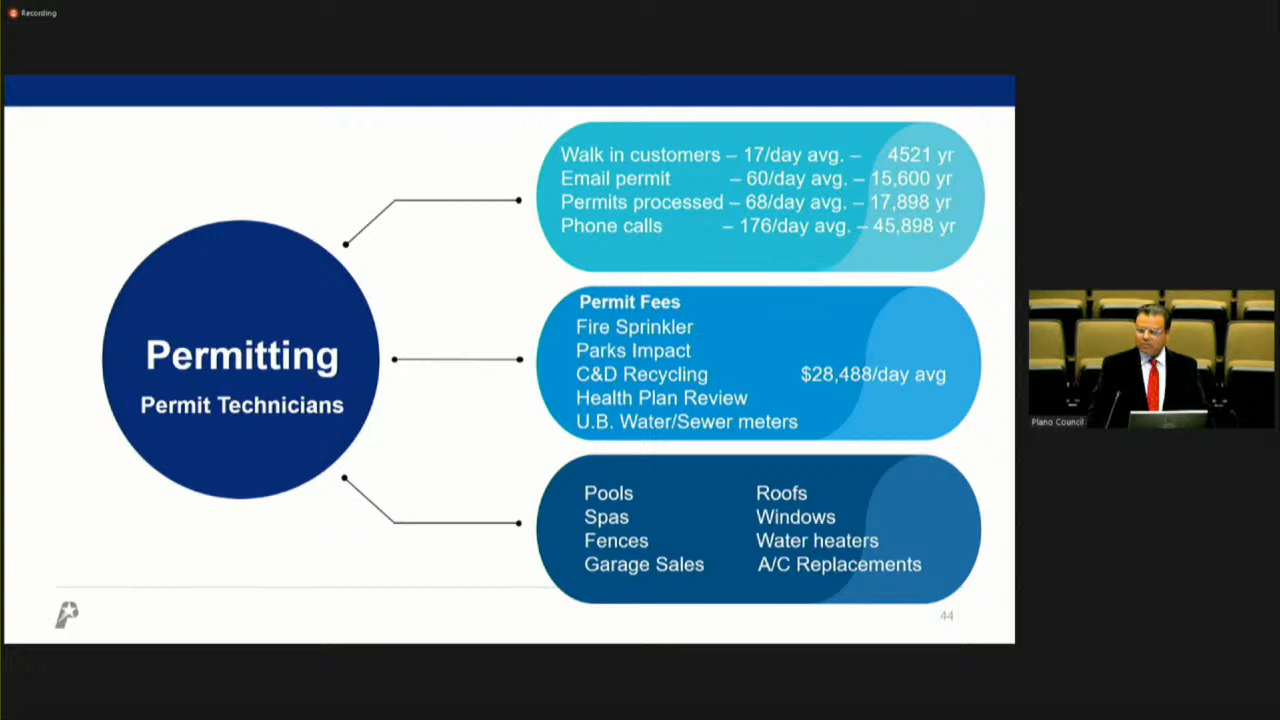 Recording
Walk in customers – 17/day avg. – 4521 yr
Email permit – 60/day avg. – 15,600 yr
Permits processed – 68/day avg. – 17,898 yr
Phone calls – 176/day avg. – 45,898 yr
Permitting
Permit Technicians
Permit Fees
Fire Sprinkler
Parks Impact
C&D Recycling $28,488/day avg
Health Plan Review
U.B. Water/Sewer meters
Pools Roofs
Spas Windows
Fences Water heaters
Garage Sales A/C Replacements
44
Plano Council